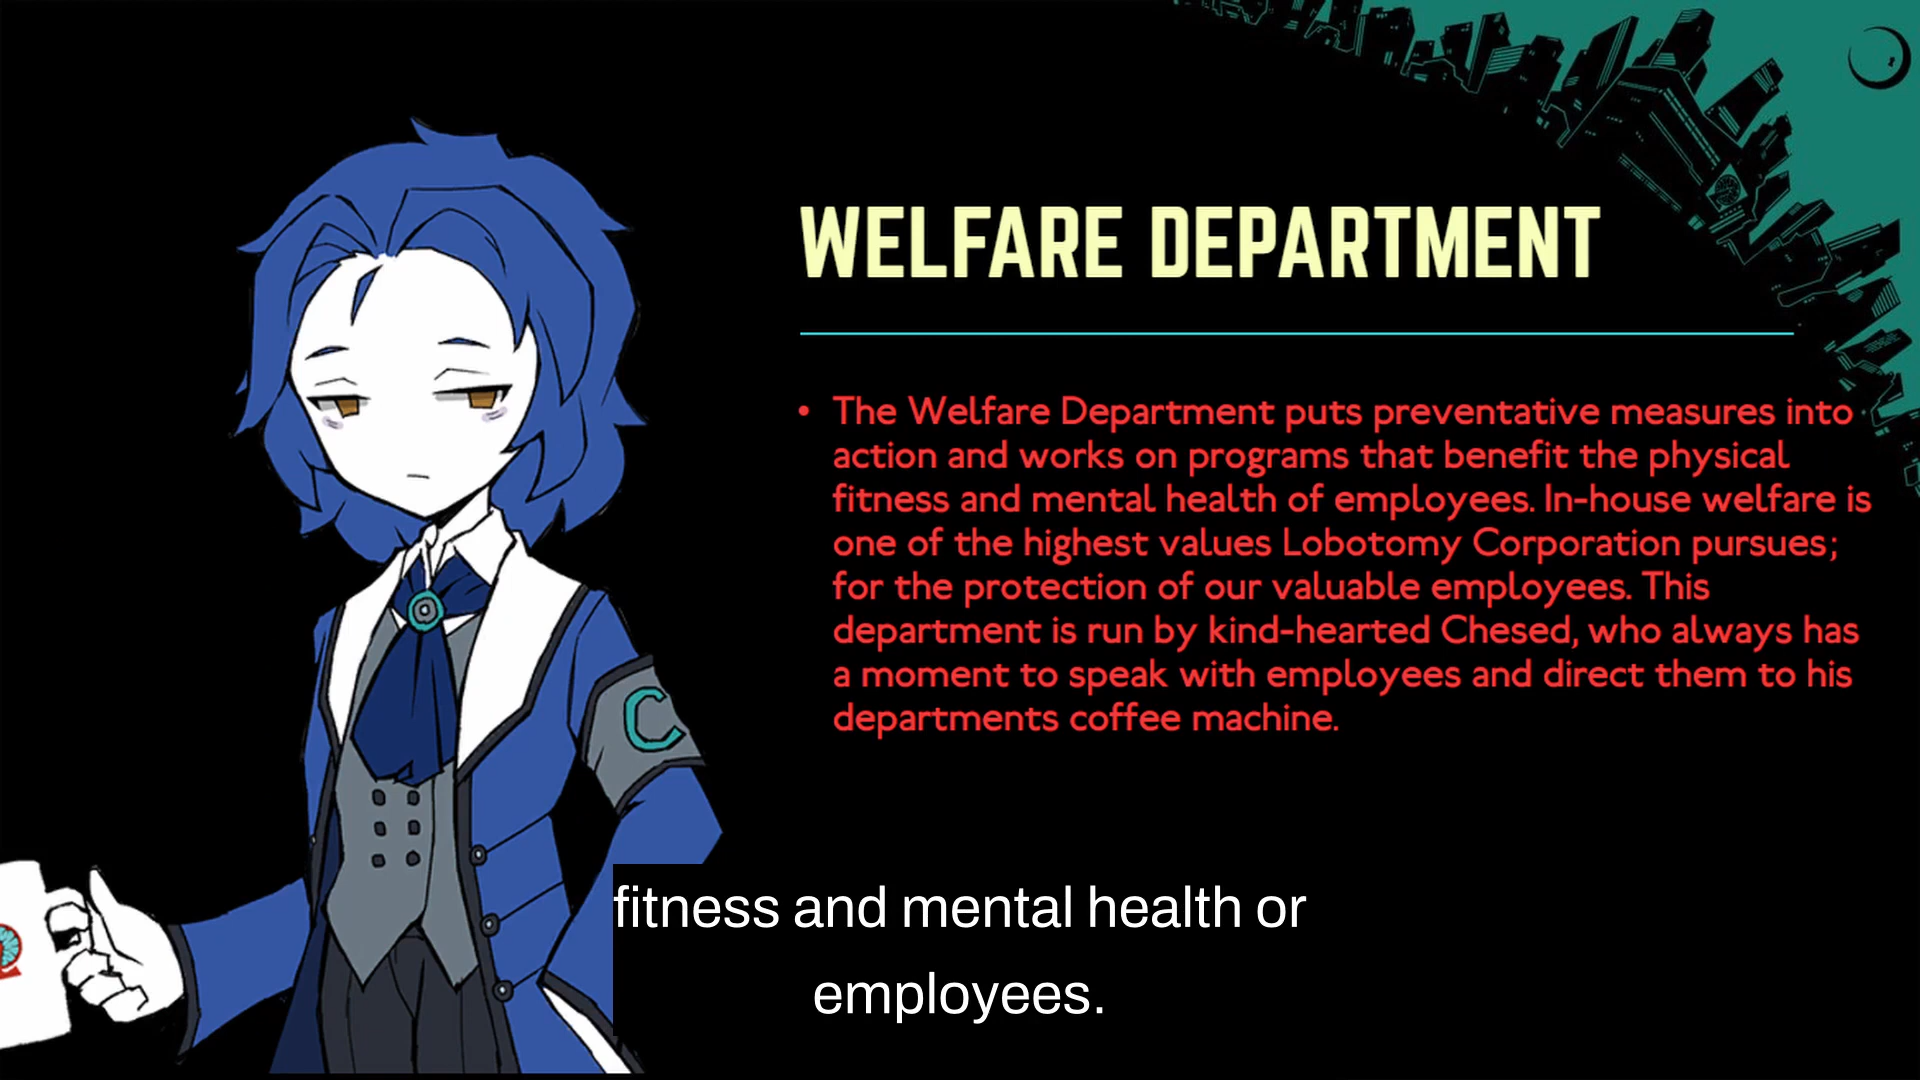 WELFARE DEPARTMENT
• The Welfare Department puts preventative measures into
action and works on programs that benefit the physical
fitness and mental health of employees. In-house welfare is
one of the highest values Lobotomy Corporation pursues;
for the protection of our valuable employees. This
department is run by kind-hearted Chesed, who always has
a moment to speak with employees and direct them to his
departments coffee machine.
C
fitness and mental health or
employees.